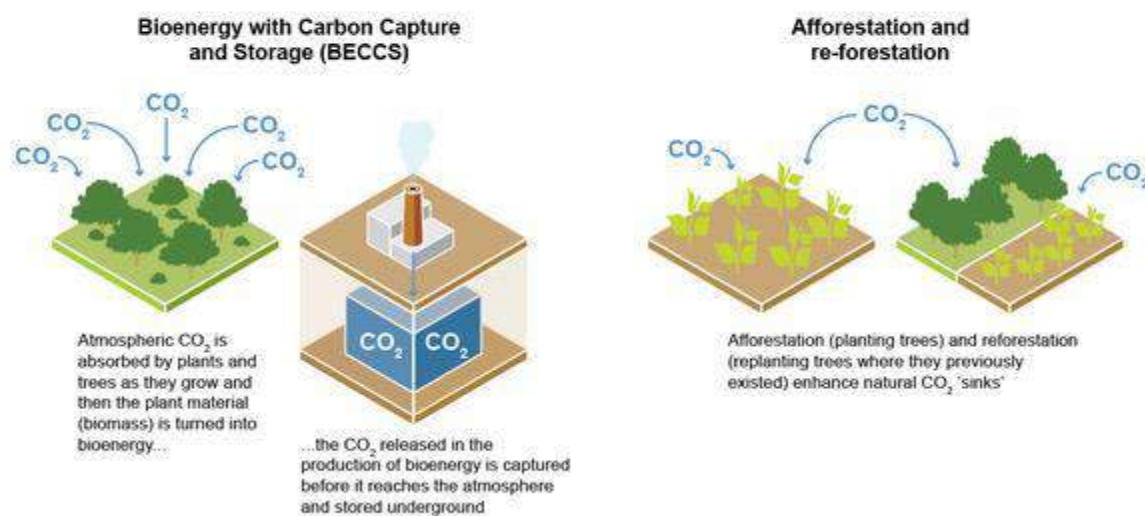 Bioenergy with Carbon Capture
and Storage (BECCS)
CO₂
CO₂
CO₂
CO₂
CO₂
Atmospheric CO₂ is
absorbed by plants and
trees as they grow and
then the plant material
(biomass) is turned into
bioenergy...
CO₂ CO₂
...the CO₂ released in the
production of bioenergy is captured
before it reaches the atmosphere
and stored underground
Afforestation and
re-forestation
CO₂
CO₂
CO₂
Afforestation (planting trees) and reforestation
(replanting trees where they previously
existed) enhance natural CO₂ 'sinks'